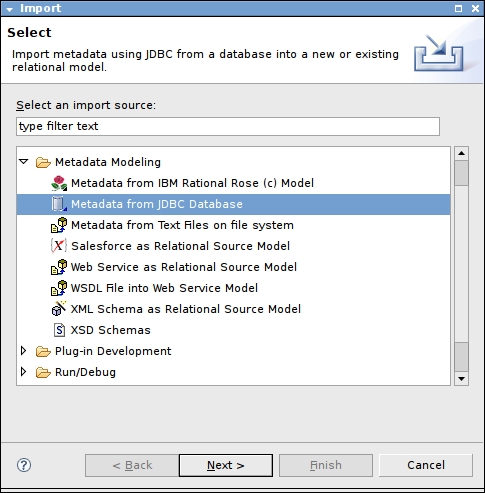 Import
Select
Import metadata using JDBC from a database into a new or existing
relational model.
Select an import source:
type filter text
Metadata Modeling
Metadata from IBM Rational Rose (c) Model
Metadata from JDBC Database
Metadata from Text Files on file system
Salesforce as Relational Source Model
Web Service as Relational Source Model
WSDL File into Web Service Model
XML Schema as Relational Source Model
XSD Schemas
Plug-in Development
Run/Debug
< Back
Next >
Finish
Cancel